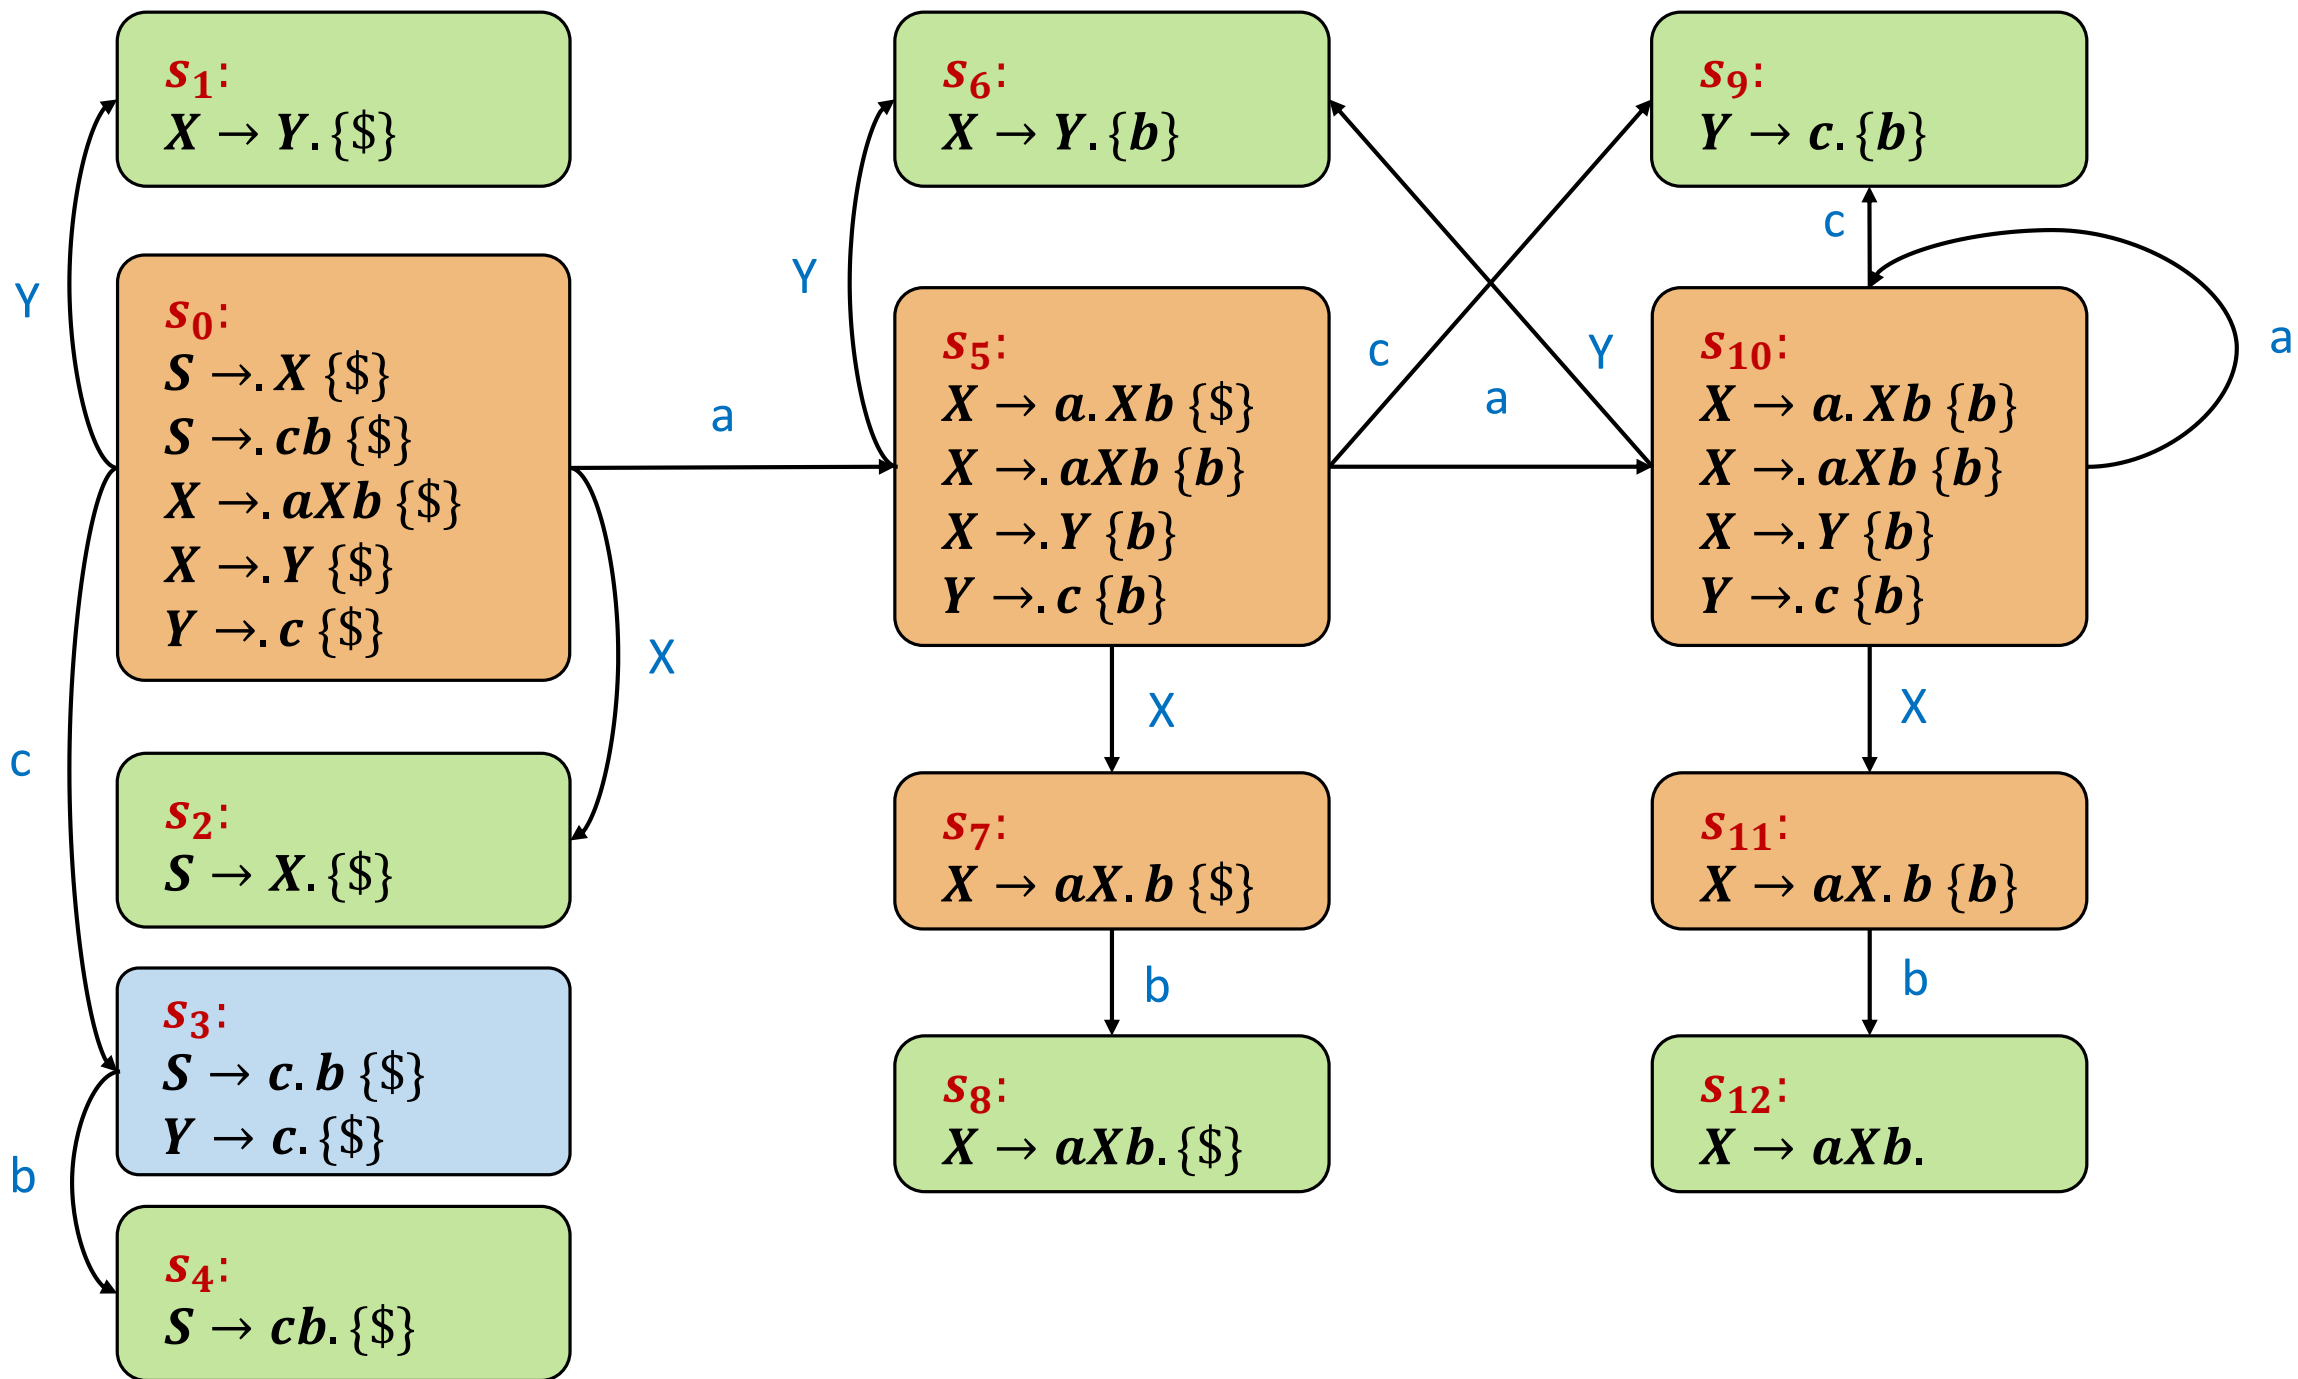 s₁:
X → Y. {$}
Y
s₀:
S →. X {$}
S →. cb {$}
X →. aXb {$}
X →. Y {$}
Y →. c {$}
a
X
c
s₂:
S → X. {$}
s₃:
S → c. b {$}
Y → c. {$}
b
s₄:
S → cb. {$}
s₆:
X → Y. {b}
Y
s₅:
X → a. Xb {$}
X →. aXb {b}
X →. Y {b}
Y →. c {b}
c
a
Y
X
s₇:
X → aX. b {$}
b
s₈:
X → aXb. {$}
s₉:
Y → c. {b}
c
a
s₁₀:
X → a. Xb {b}
X →. aXb {b}
X →. Y {b}
Y →. c {b}
X
s₁₁:
X → aX. b {b}
b
s₁₂:
X → aXb.